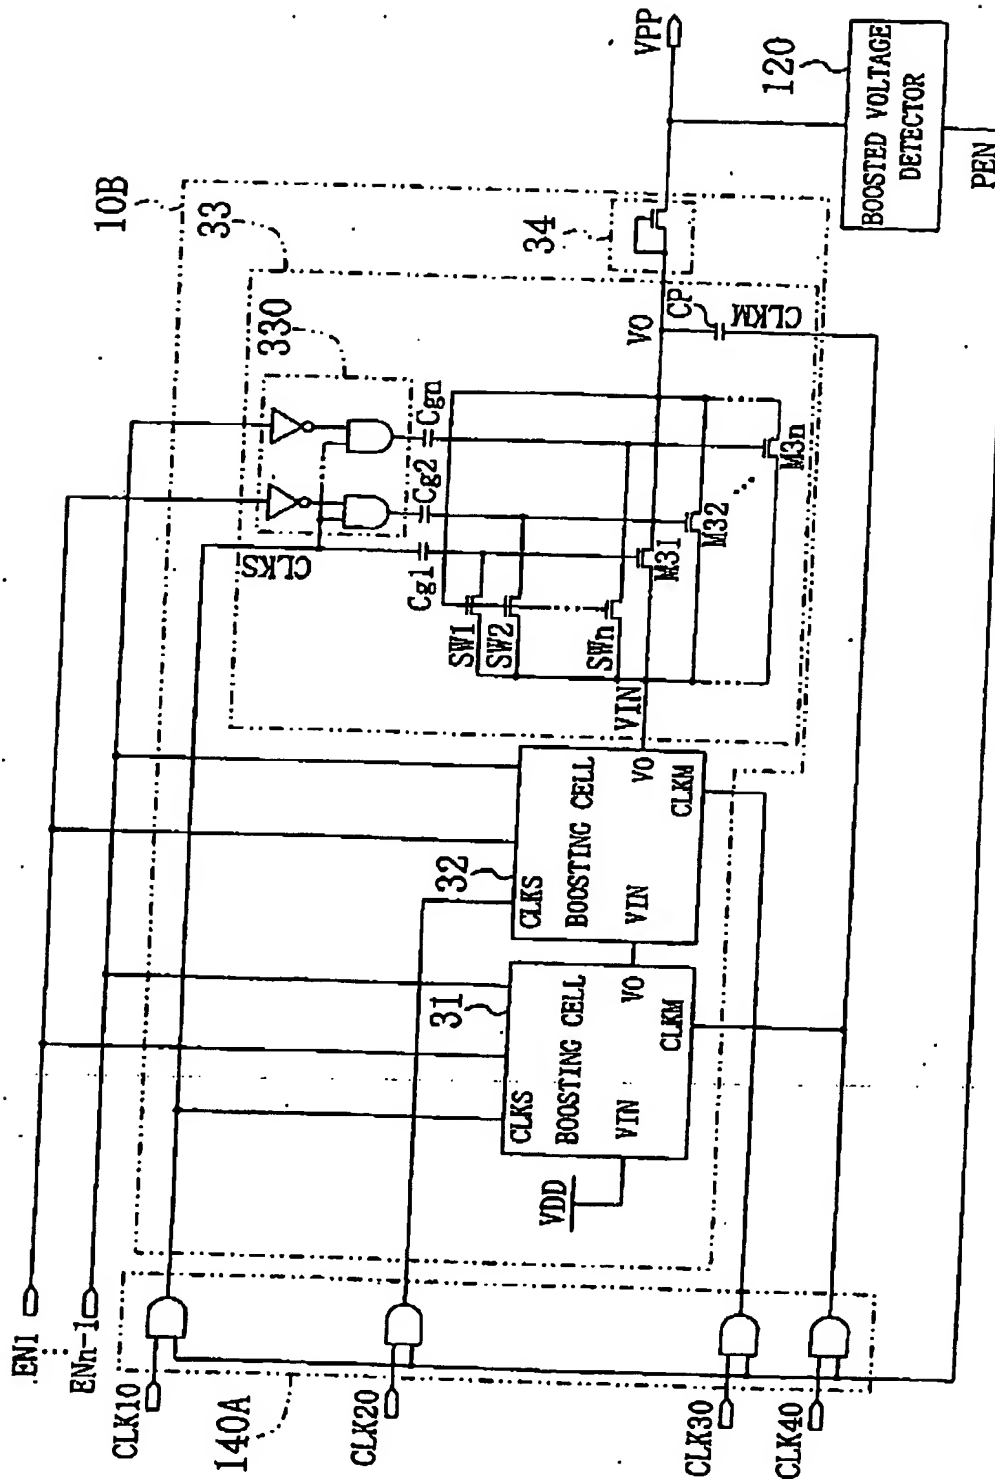 EN1
ENn-1
CLK10
140A
CLK20
CLK30
CLK40
10B
33
330
CLKS
Cg1
Cg2
Cgn
SW1
SW2
SWn
M31
M32
M3n
VIN
VO
CP
CLKM
34
VPP
120
BOOSTED VOLTAGE
DETECTOR
PEN
32
CLKS
BOOSTING CELL
VIN
VO
CLKM
31
CLKS
BOOSTING CELL
VIN
VO
CLKM
VDD